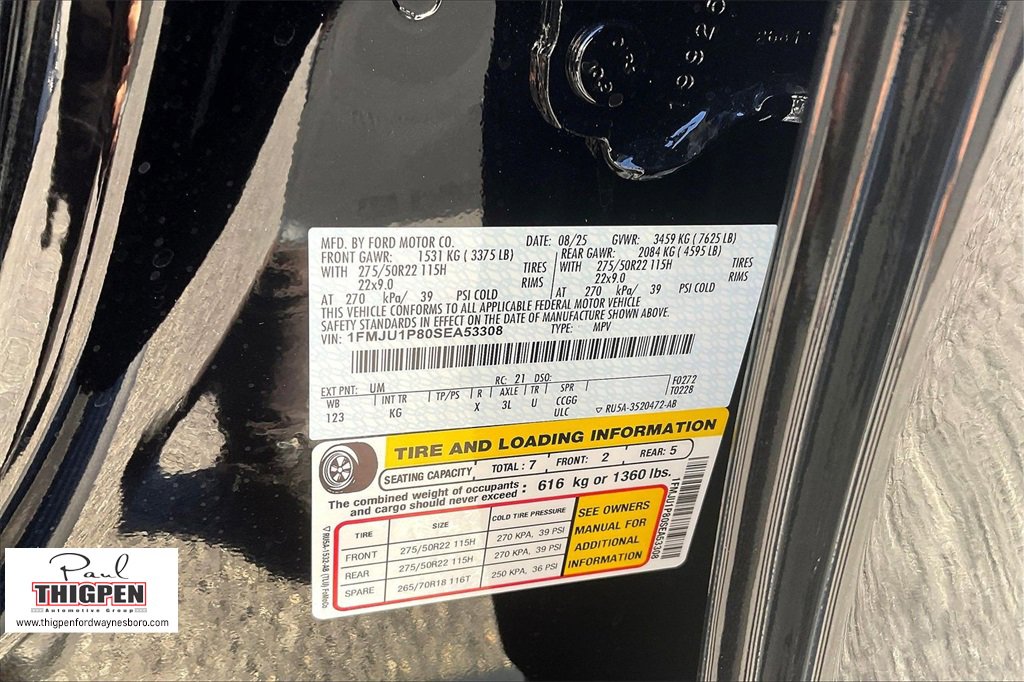 MFD. BY FORD MOTOR CO. DATE: 08/25 GVWR: 3459 KG ( 7625 LB)
FRONT GAWR: 1531 KG ( 3375 LB) REAR GAWR: 2084 KG ( 4595 LB)
WITH 275/50R22 115H TIRES WITH 275/50R22 115H TIRES
22x9.0 RIMS 22x9.0 RIMS
AT 270 kPa/ 39 PSI COLD AT 270 kPa/ 39 PSI COLD
THIS VEHICLE CONFORMS TO ALL APPLICABLE FEDERAL MOTOR VEHICLE
SAFETY STANDARDS IN EFFECT ON THE DATE OF MANUFACTURE SHOWN ABOVE.
VIN: 1FMJU1P80SEA53308 TYPE: MPV
EXT PNT: UM RC: 21 DSO: F0272
WB INT TR TP/PS R AXLE TR SPR T0228
123 KG X 3L U CCGG
ULC ▽ RU5A-3520472-AB
TIRE AND LOADING INFORMATION
SEATING CAPACITY TOTAL: 7 FRONT: 2 REAR: 5
The combined weight of occupants
and cargo should never exceed : 616 kg or 1360 lbs.
TIRE SIZE COLD TIRE PRESSURE
FRONT 275/50R22 115H 270 KPA, 39 PSI
REAR 275/50R22 115H 270 KPA, 39 PSI
SPARE 265/70R18 116T 250 KPA, 36 PSI
SEE OWNERS
MANUAL FOR
ADDITIONAL
INFORMATION
1FMJU1P80SEA53308
Paul
THIGPEN
Automotive Group
www.thigpenfordwaynesboro.com